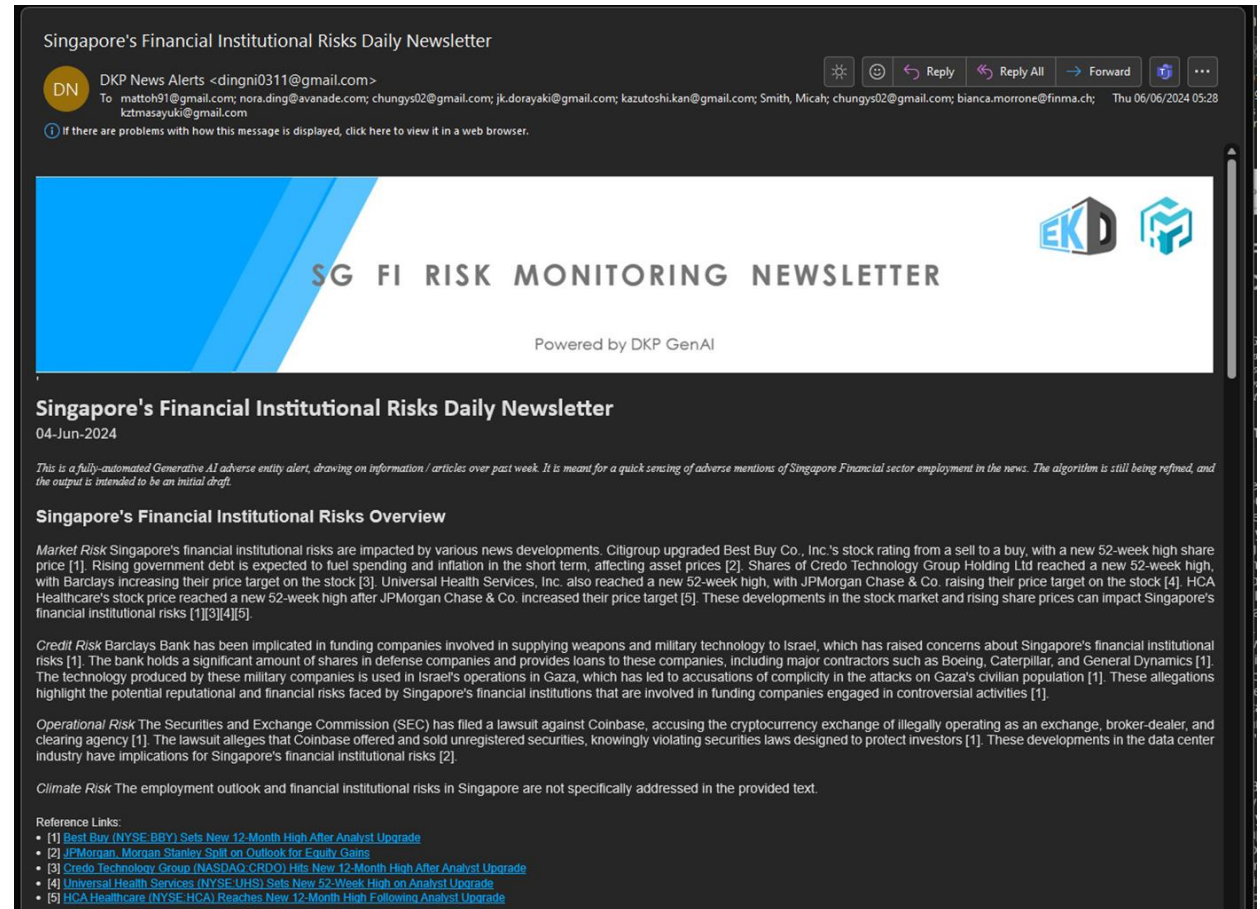 Singapore's Financial Institutional Risks Daily Newsletter
DN
DKP News Alerts <dingni0311@gmail.com>
Reply
Reply All
Forward
To mattoh91@gmail.com; nora.ding@avanade.com; chungys02@gmail.com; jk.dorayaki@gmail.com; kazutoshi.kan@gmail.com; Smith, Micah; chungys02@gmail.com; bianca.morrone@finma.ch;
kztmasayuki@gmail.com
Thu 06/06/2024 05:28
If there are problems with how this message is displayed, click here to view it in a web browser.
EKD
SG FI RISK MONITORING NEWSLETTER
Powered by DKP GenAI
Singapore's Financial Institutional Risks Daily Newsletter
04-Jun-2024
This is a fully-automated Generative AI adverse entity alert, drawing on information / articles over past week. It is meant for a quick sensing of adverse mentions of Singapore Financial sector employment in the news. The algorithm is still being refined, and
the output is intended to be an initial draft.
Singapore's Financial Institutional Risks Overview
Market Risk Singapore's financial institutional risks are impacted by various news developments. Citigroup upgraded Best Buy Co., Inc.'s stock rating from a sell to a buy, with a new 52-week high share
price [1]. Rising government debt is expected to fuel spending and inflation in the short term, affecting asset prices [2]. Shares of Credo Technology Group Holding Ltd reached a new 52-week high,
with Barclays increasing their price target on the stock [3]. Universal Health Services, Inc. also reached a new 52-week high, with JPMorgan Chase & Co. raising their price target on the stock [4]. HCA
Healthcare's stock price reached a new 52-week high after JPMorgan Chase & Co. increased their price target [5]. These developments in the stock market and rising share prices can impact Singapore's
financial institutional risks [1][3][4][5].
Credit Risk Barclays Bank has been implicated in funding companies involved in supplying weapons and military technology to Israel, which has raised concerns about Singapore's financial institutional
risks [1]. The bank holds a significant amount of shares in defense companies and provides loans to these companies, including major contractors such as Boeing, Caterpillar, and General Dynamics [1].
The technology produced by these military companies is used in Israel's operations in Gaza, which has led to accusations of complicity in the attacks on Gaza's civilian population [1]. These allegations
highlight the potential reputational and financial risks faced by Singapore's financial institutions that are involved in funding companies engaged in controversial activities [1].
Operational Risk The Securities and Exchange Commission (SEC) has filed a lawsuit against Coinbase, accusing the cryptocurrency exchange of illegally operating as an exchange, broker-dealer, and
clearing agency [1]. The lawsuit alleges that Coinbase offered and sold unregistered securities, knowingly violating securities laws designed to protect investors [1]. These developments in the data center
industry have implications for Singapore's financial institutional risks [2].
Climate Risk The employment outlook and financial institutional risks in Singapore are not specifically addressed in the provided text.
Reference Links:
• [1] Best Buy (NYSE:BBY) Sets New 12-Month High After Analyst Upgrade
• [2] JPMorgan, Morgan Stanley Split on Outlook for Equity Gains
• [3] Credo Technology Group (NASDAQ:CRDO) Hits New 12-Month High After Analyst Upgrade
• [4] Universal Health Services (NYSE:UHS) Sets New 52-Week High on Analyst Upgrade
• [5] HCA Healthcare (NYSE:HCA) Reaches New 12-Month High Following Analyst Upgrade